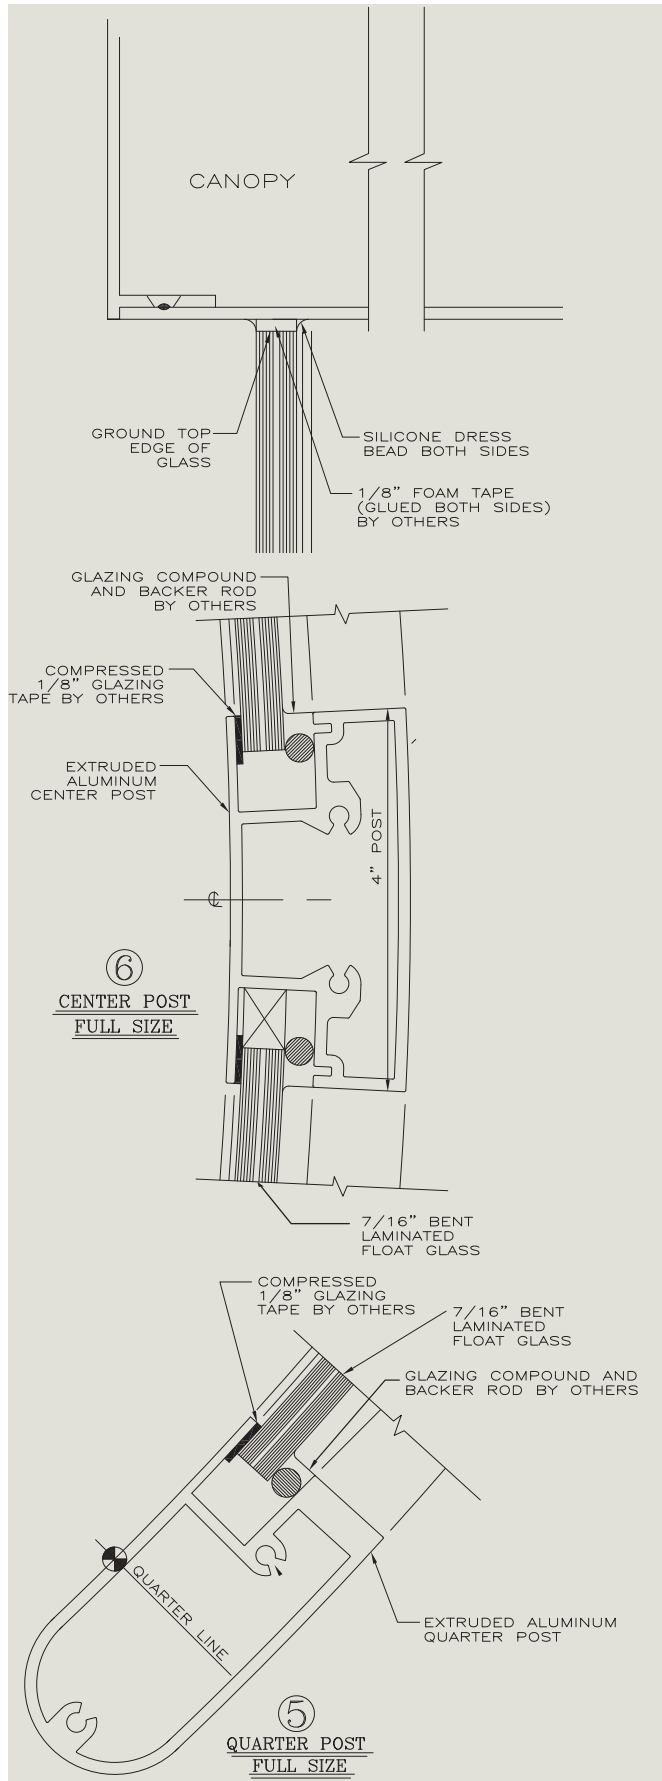 CANOPY
GROUND TOP
EDGE OF
GLASS
SILICONE DRESS
BEAD BOTH SIDES
1/8" FOAM TAPE
(GLUED BOTH SIDES)
BY OTHERS
GLAZING COMPOUND
AND BACKER ROD
BY OTHERS
COMPRESSED
1/8" GLAZING
TAPE BY OTHERS
EXTRUDED
ALUMINUM
CENTER POST
4" POST
℄
6
CENTER POST
FULL SIZE
7/16" BENT
LAMINATED
FLOAT GLASS
COMPRESSED
1/8" GLAZING
TAPE BY OTHERS
7/16" BENT
LAMINATED
FLOAT GLASS
GLAZING COMPOUND AND
BACKER ROD BY OTHERS
QUARTER LINE
EXTRUDED ALUMINUM
QUARTER POST
5
QUARTER POST
FULL SIZE